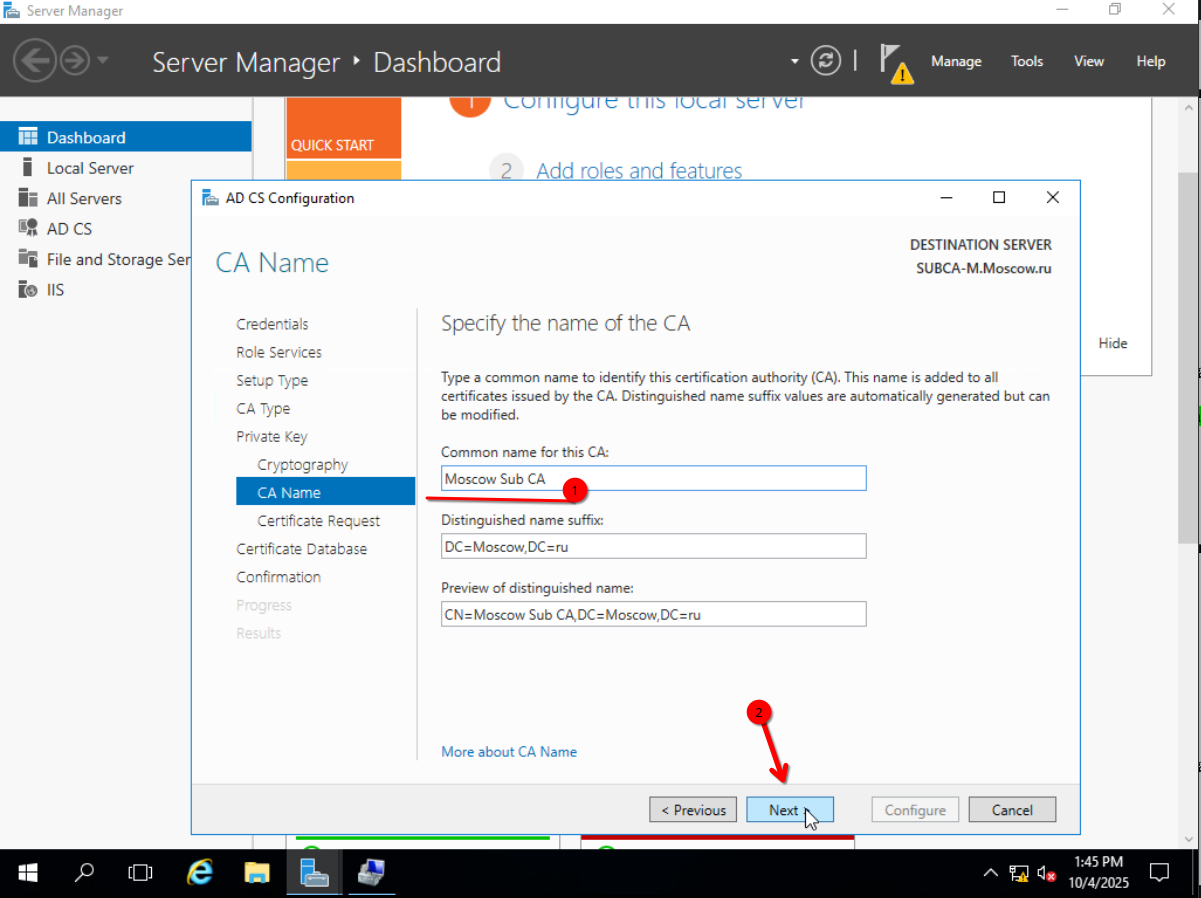 Server Manager
Server Manager ‣ Dashboard
Manage Tools View Help
Dashboard
Local Server
All Servers
AD CS
File and Storage Ser
IIS
QUICK START
1 Configure this local server
2 Add roles and features
Hide
AD CS Configuration
CA Name
DESTINATION SERVER
SUBCA-M.Moscow.ru
Credentials
Role Services
Setup Type
CA Type
Private Key
Cryptography
CA Name
Certificate Request
Certificate Database
Confirmation
Progress
Results
Specify the name of the CA
Type a common name to identify this certification authority (CA). This name is added to all
certificates issued by the CA. Distinguished name suffix values are automatically generated but can
be modified.
Common name for this CA:
Moscow Sub CA
1
Distinguished name suffix:
DC=Moscow,DC=ru
Preview of distinguished name:
CN=Moscow Sub CA,DC=Moscow,DC=ru
2
More about CA Name
< Previous Next > Configure Cancel
1:45 PM
10/4/2025